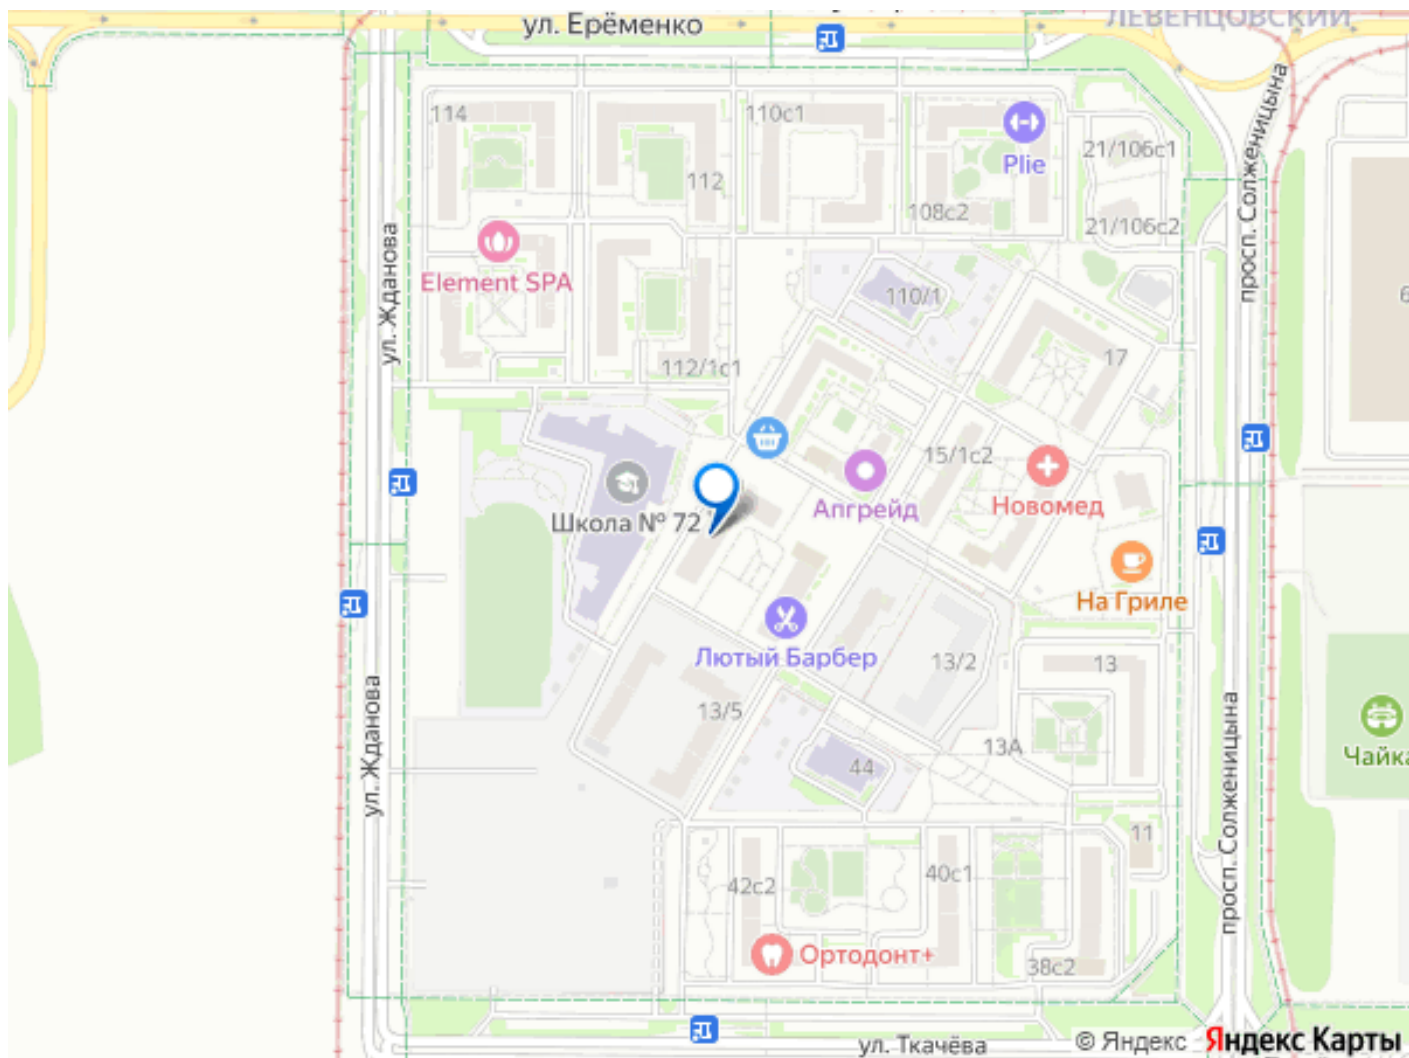 ул. Ерёменко
ЛЕВЕНЦОВСКИЙ
114
110с1
Plie
21/106с1
112
108с2
21/106с2
просп. Солженицына
ул. Жданова
Element SPA
110/1
6
17
112/1с1
15/1с2
Новомед
Апгрейд
Школа № 72
На Гриле
Лютый Барбер
13/2
13
13/5
13А
ул. Жданова
просп. Солженицына
Чайка
44
11
42с2
40с1
Ортодонт+
38с2
ул. Ткачёва
© Яндекс Яндекс Карты